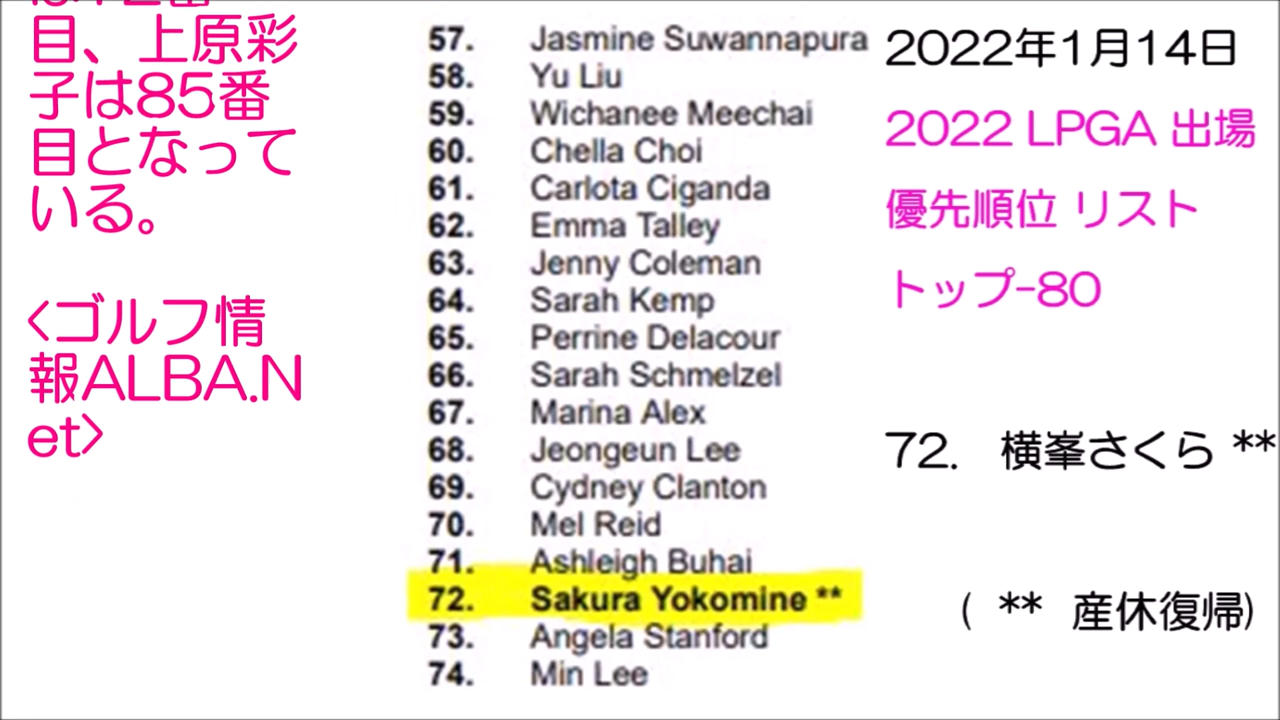 目、上原彩
子は85番
目となって
いる。
<ゴルフ情
報ALBA.N
et>
57. Jasmine Suwannapura
58. Yu Liu
59. Wichanee Meechai
60. Chella Choi
61. Carlota Ciganda
62. Emma Talley
63. Jenny Coleman
64. Sarah Kemp
65. Perrine Delacour
66. Sarah Schmelzel
67. Marina Alex
68. Jeongeun Lee
69. Cydney Clanton
70. Mel Reid
71. Ashleigh Buhai
72. Sakura Yokomine **
73. Angela Stanford
74. Min Lee
2022年1月14日
2022 LPGA 出場
優先順位 リスト
トップ-80
72. 横峯さくら **
( ** 産休復帰)